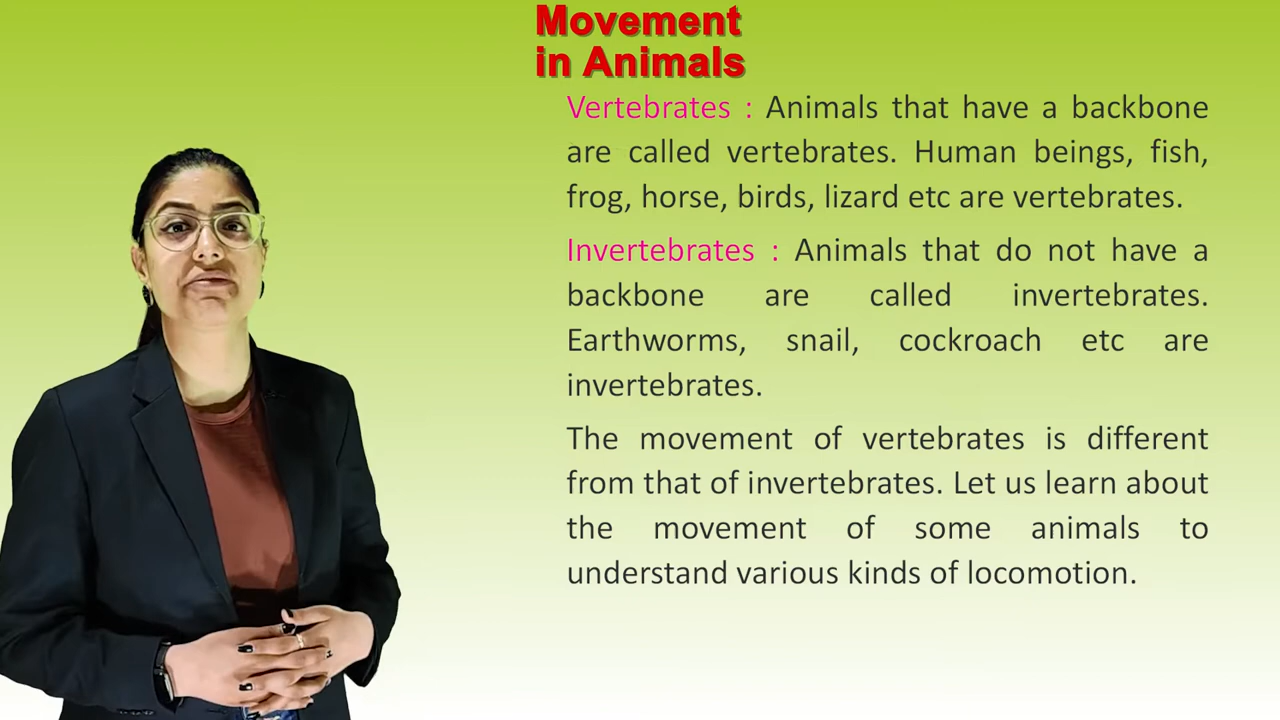 Movement
in Animals
Vertebrates : Animals that have a backbone
are called vertebrates. Human beings, fish,
frog, horse, birds, lizard etc are vertebrates.
Invertebrates : Animals that do not have a
backbone are called invertebrates.
Earthworms, snail, cockroach etc are
invertebrates.
The movement of vertebrates is different
from that of invertebrates. Let us learn about
the movement of some animals to
understand various kinds of locomotion.